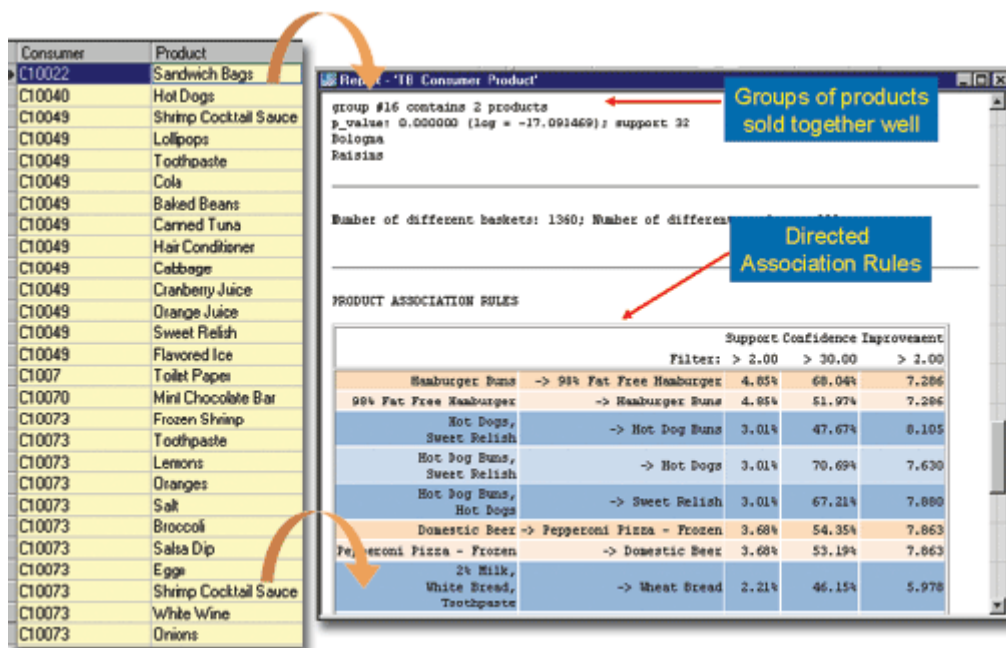 Consumer Product
C10022 Sandwich Bags
C10040 Hot Dogs
C10049 Shrimp Cocktail Sauce
C10049 Lollipops
C10049 Toothpaste
C10049 Cola
C10049 Baked Beans
C10049 Canned Tuna
C10049 Hair Conditioner
C10049 Cabbage
C10049 Cranberry Juice
C10049 Orange Juice
C10049 Sweet Relish
C10049 Flavored Ice
C1007 Toilet Paper
C10070 Mint Chocolate Bar
C10073 Frozen Shrimp
C10073 Toothpaste
C10073 Lemons
C10073 Oranges
C10073 Salt
C10073 Broccoli
C10073 Salsa Dip
C10073 Eggs
C10073 Shrimp Cocktail Sauce
C10073 White Wine
C10073 Onions
- 'TB Consumer Product'
group #16 contains 2 products
p_value: 0.000000 (log = -17.091469); support 32
Bologna
Raisins
Number of different baskets: 1360; Number of different
PRODUCT ASSOCIATION RULES
Support Confidence Improvement
Filter: > 2.00 > 30.00 > 2.00
Hamburger Buns -> 98% Fat Free Hamburger 4.85% 68.04% 7.286
98% Fat Free Hamburger -> Hamburger Buns 4.85% 51.97% 7.286
Hot Dogs,
Sweet Relish -> Hot Dog Buns 3.01% 47.67% 8.105
Hot Dog Buns,
Sweet Relish -> Hot Dogs 3.01% 70.69% 7.630
Hot Dog Buns,
Hot Dogs -> Sweet Relish 3.01% 67.21% 7.880
Domestic Beer -> Pepperoni Pizza - Frozen 3.68% 54.35% 7.863
Pepperoni Pizza - Frozen -> Domestic Beer 3.68% 53.19% 7.863
2% Milk,
White Bread,
Toothpaste -> Wheat Bread 2.21% 46.15% 5.978
Groups of products
sold together well
Directed
Association Rules